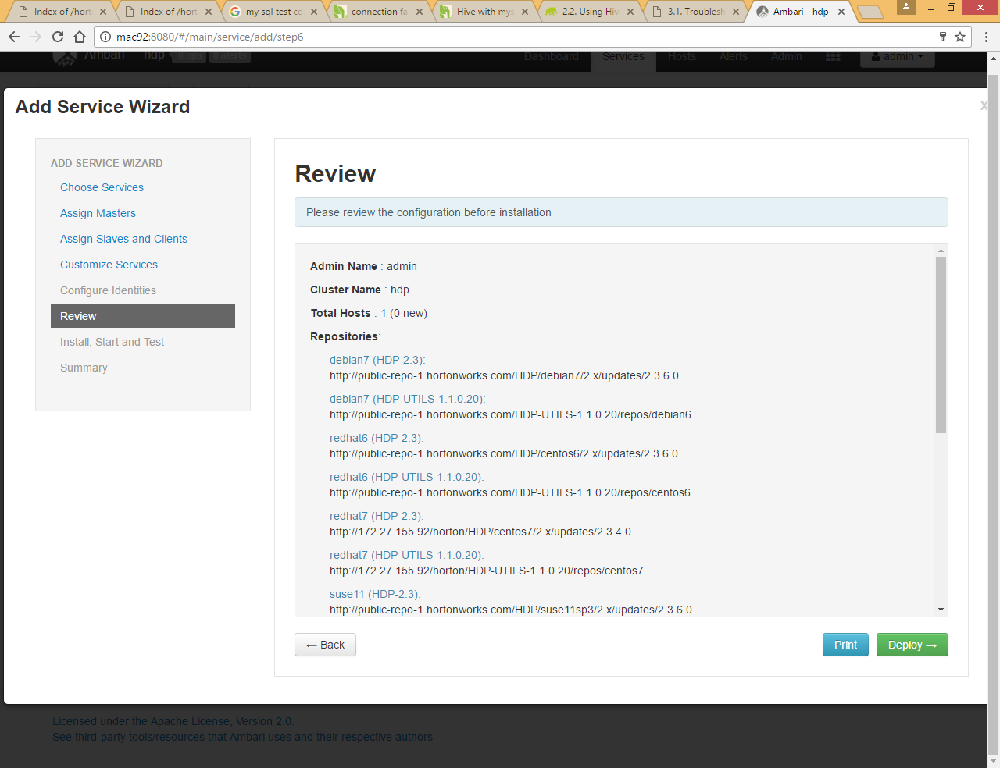 Index of /hort
Index of /hort
my sql test co
connection fai
Hive with mys
2.2. Using Hiv
3.1. Troublesh
Ambari - hdp
mac92:8080/#/main/service/add/step6
Ambari hdp 0 ops 0 alerts Dashboard Services Hosts Alerts Admin admin
Add Service Wizard
x
ADD SERVICE WIZARD
Choose Services
Assign Masters
Assign Slaves and Clients
Customize Services
Configure Identities
Review
Install, Start and Test
Summary
Review
Please review the configuration before installation
Admin Name : admin
Cluster Name : hdp
Total Hosts : 1 (0 new)
Repositories:
debian7 (HDP-2.3):
http://public-repo-1.hortonworks.com/HDP/debian7/2.x/updates/2.3.6.0
debian7 (HDP-UTILS-1.1.0.20):
http://public-repo-1.hortonworks.com/HDP-UTILS-1.1.0.20/repos/debian6
redhat6 (HDP-2.3):
http://public-repo-1.hortonworks.com/HDP/centos6/2.x/updates/2.3.6.0
redhat6 (HDP-UTILS-1.1.0.20):
http://public-repo-1.hortonworks.com/HDP-UTILS-1.1.0.20/repos/centos6
redhat7 (HDP-2.3):
http://172.27.155.92/horton/HDP/centos7/2.x/updates/2.3.4.0
redhat7 (HDP-UTILS-1.1.0.20):
http://172.27.155.92/horton/HDP-UTILS-1.1.0.20/repos/centos7
suse11 (HDP-2.3):
http://public-repo-1.hortonworks.com/HDP/suse11sp3/2.x/updates/2.3.6.0
← Back
Print
Deploy →
Licensed under the Apache License, Version 2.0.
See third-party tools/resources that Ambari uses and their respective authors